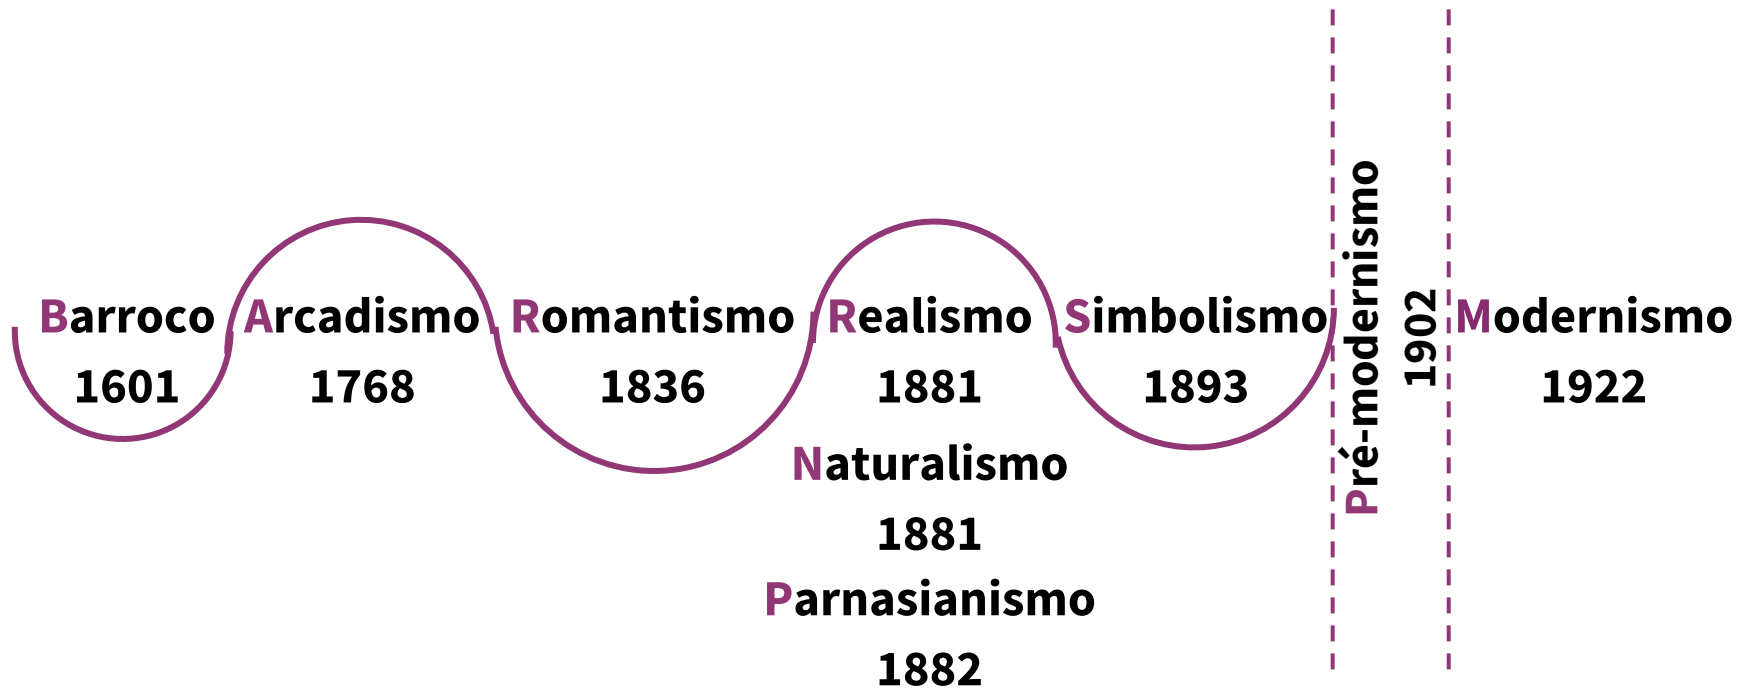 Barroco
1601
Arcadismo
1768
Romantismo
1836
Realismo
1881
Naturalismo
1881
Parnasianismo
1882
Simbolismo
1893
Pré-modernismo
1902
Modernismo
1922